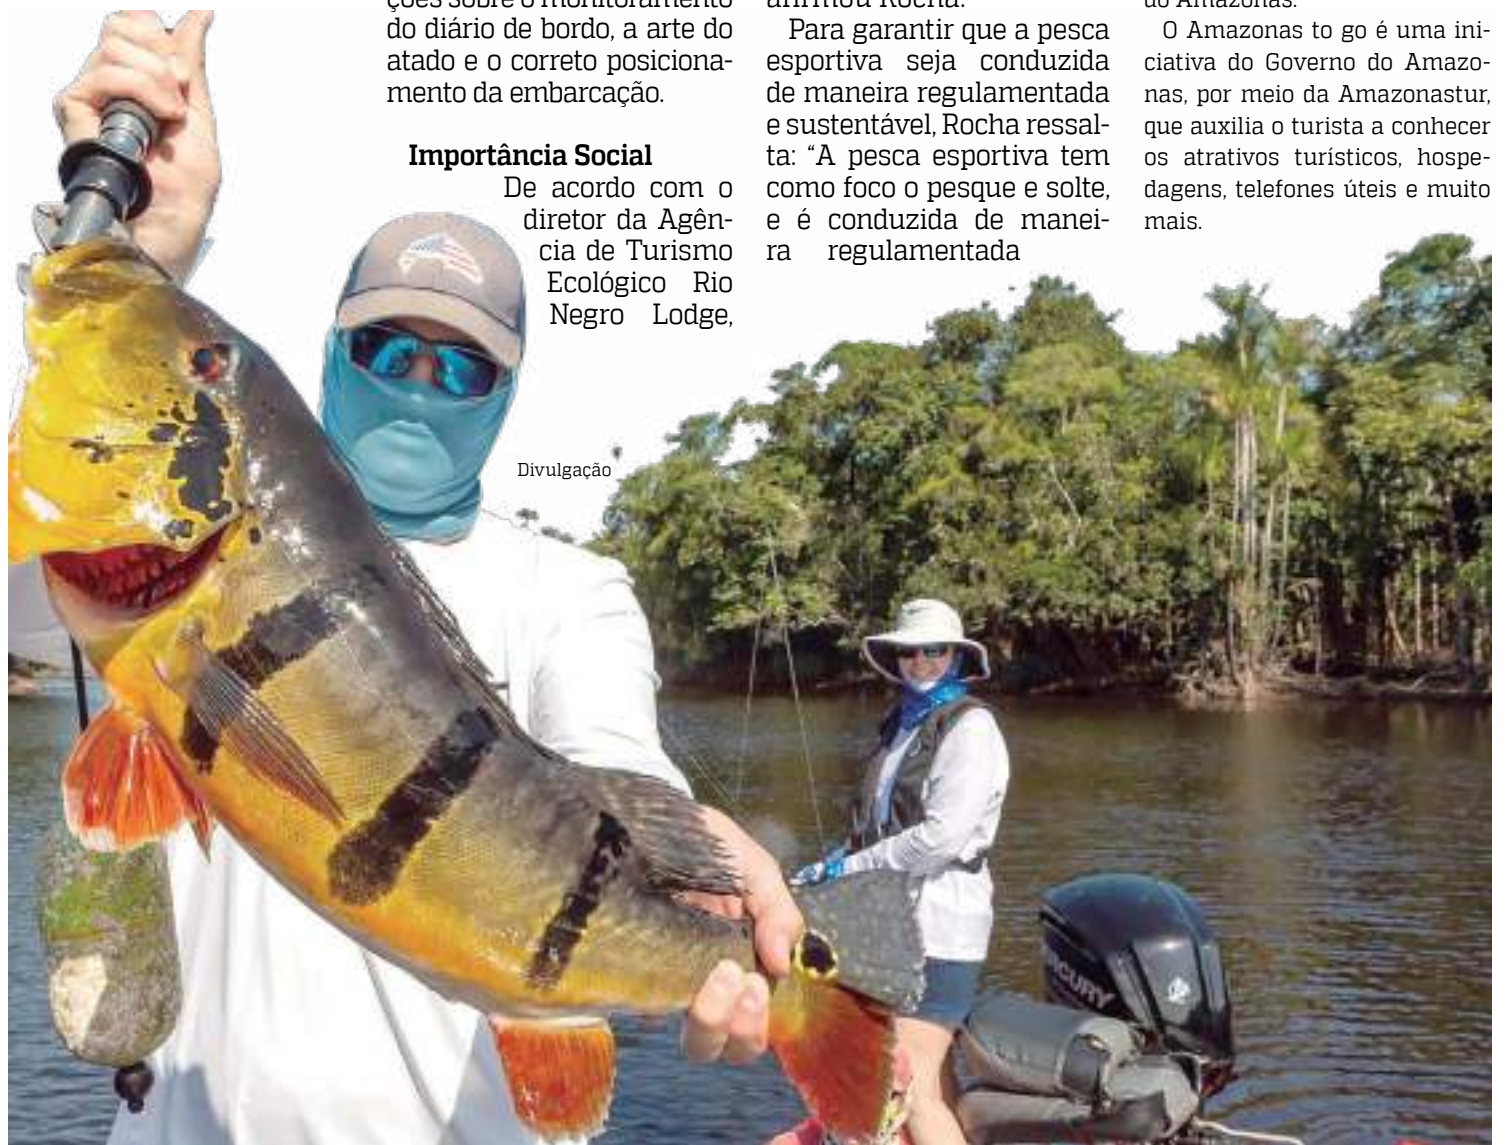 ções sobre o monitoramento
do diário de bordo, a arte do
atado e o correto posiciona-
mento da embarcação.
Importância Social
De acordo com o
diretor da Agên-
cia de Turismo
Ecológico Rio
Negro Lodge,
afirmou Rocha.
Para garantir que a pesca
esportiva seja conduzida
de maneira regulamentada
e sustentável, Rocha ressal-
ta: “A pesca esportiva tem
como foco o pesque e solte,
e é conduzida de manei-
ra regulamentada
do Amazonas.
O Amazonas to go é uma ini-
ciativa do Governo do Amazo-
nas, por meio da Amazonastur,
que auxilia o turista a conhecer
os atrativos turísticos, hospe-
dagens, telefones úteis e muito
mais.
Divulgação